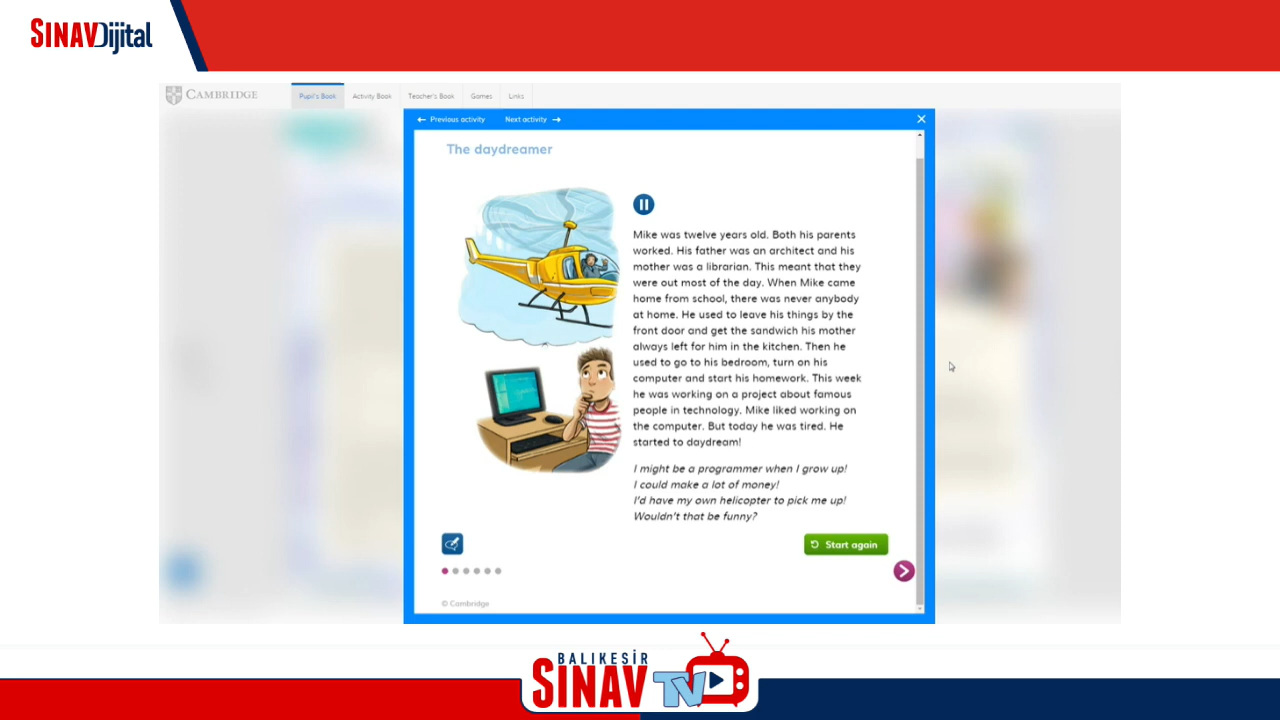 SINAVDijital
CAMBRIDGE
Pupil's Book
Activity Book
Teacher's Book
Games
Links
Previous activity
Next activity
The daydreamer
Mike was twelve years old. Both his parents
worked. His father was an architect and his
mother was a librarian. This meant that they
were out most of the day. When Mike came
home from school, there was never anybody
at home. He used to leave his things by the
front door and get the sandwich his mother
always left for him in the kitchen. Then he
used to go to his bedroom, turn on his
computer and start his homework. This week
he was working on a project about famous
people in technology. Mike liked working on
the computer. But today he was tired. He
started to daydream!
I might be a programmer when I grow up!
I could make a lot of money!
I'd have my own helicopter to pick me up!
Wouldn't that be funny?
Start again
© Cambridge
BALIKESİR
SINAV TV